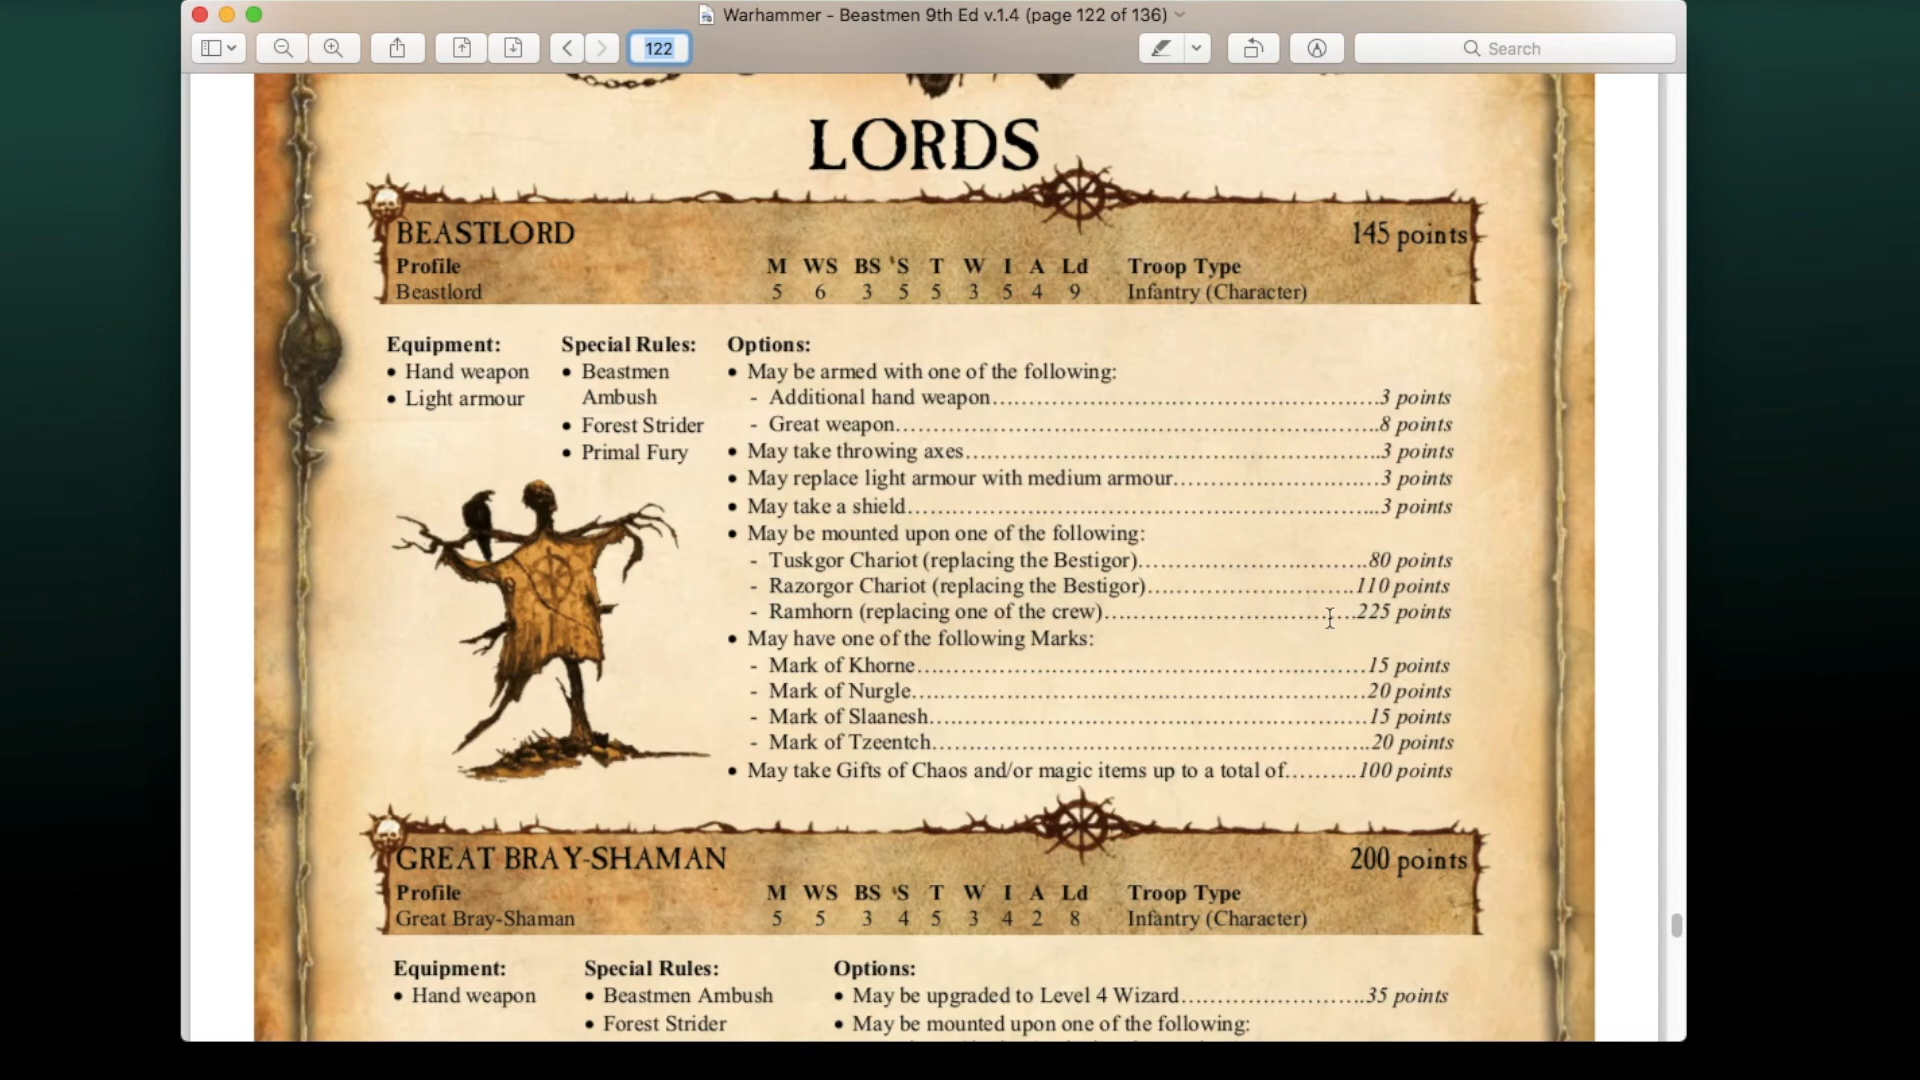 Warhammer - Beastmen 9th Ed v.1.4 (page 122 of 136)
122
Search
LORDS
BEASTLORD 145 points
Profile M WS BS S T W I A Ld Troop Type
Beastlord 5 6 3 5 5 3 5 4 9 Infantry (Character)
Equipment:
• Hand weapon
• Light armour
Special Rules:
• Beastmen
Ambush
• Forest Strider
• Primal Fury
Options:
• May be armed with one of the following:
- Additional hand weapon……………………………………………3 points
- Great weapon…………………………………………………………8 points
• May take throwing axes…………………………………………………3 points
• May replace light armour with medium armour…………………………3 points
• May take a shield…………………………………………………………3 points
• May be mounted upon one of the following:
- Tuskgor Chariot (replacing the Bestigor)……………………………80 points
- Razorgor Chariot (replacing the Bestigor)…………………………110 points
- Ramhorn (replacing one of the crew)………………………………225 points
• May have one of the following Marks:
- Mark of Khorne………………………………………………………15 points
- Mark of Nurgle………………………………………………………20 points
- Mark of Slaanesh……………………………………………………15 points
- Mark of Tzeentch……………………………………………………20 points
• May take Gifts of Chaos and/or magic items up to a total of……….100 points
GREAT BRAY-SHAMAN 200 points
Profile M WS BS S T W I A Ld Troop Type
Great Bray-Shaman 5 5 3 4 5 3 4 2 8 Infantry (Character)
Equipment:
• Hand weapon
Special Rules:
• Beastmen Ambush
• Forest Strider
Options:
• May be upgraded to Level 4 Wizard……………………35 points
• May be mounted upon one of the following: